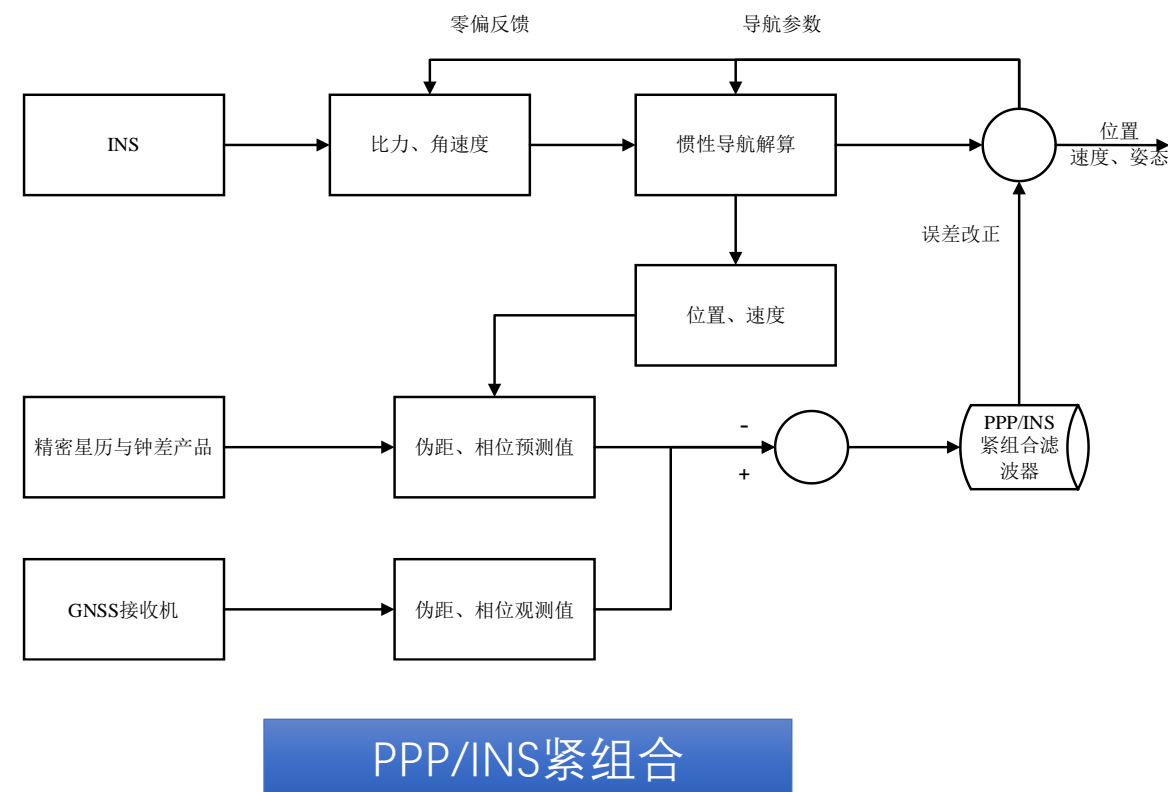 零偏反馈
导航参数
INS
比力、角速度
惯性导航解算
位置
速度、姿态
误差改正
位置、速度
精密星历与钟差产品
伪距、相位预测值
-
+
PPP/INS
紧组合滤
波器
GNSS接收机
伪距、相位观测值
PPP/INS紧组合